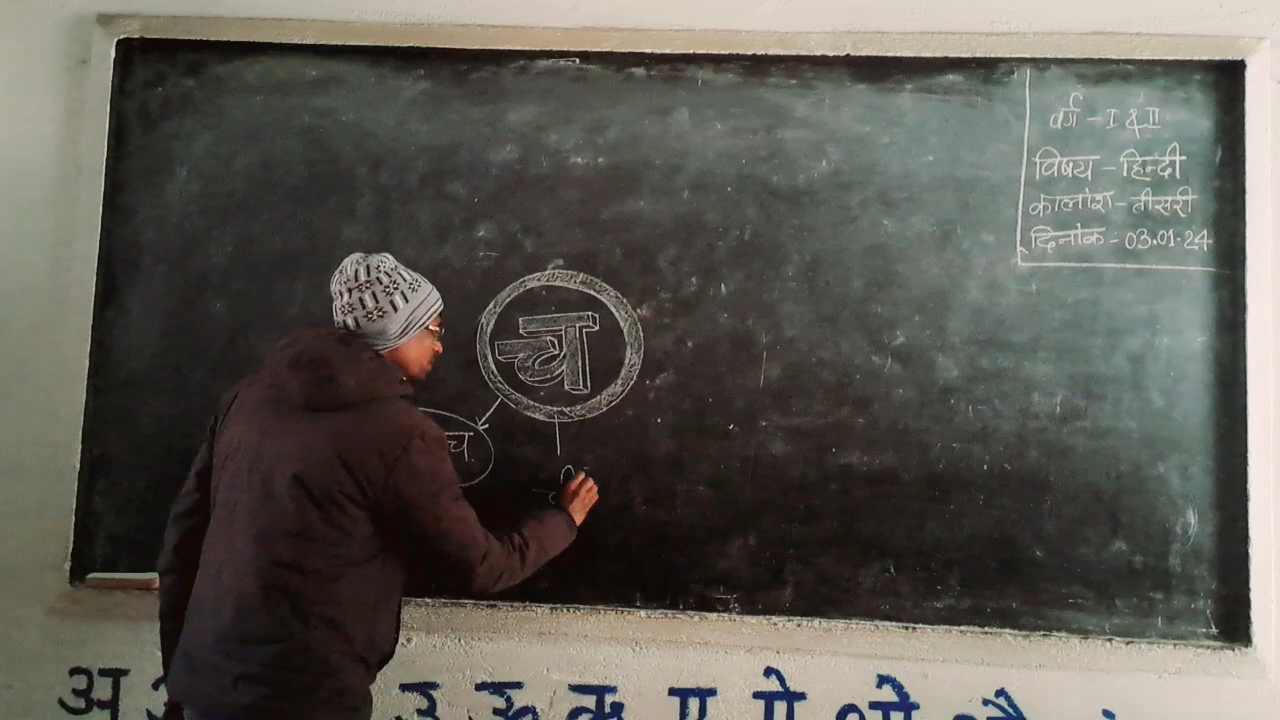 वर्ग - I & II
विषय - हिन्दी
कालांश - तीसरी
दिनांक - 03.01.24
च
च
अ उ ऊ ऋ ए ऐ ओ औ